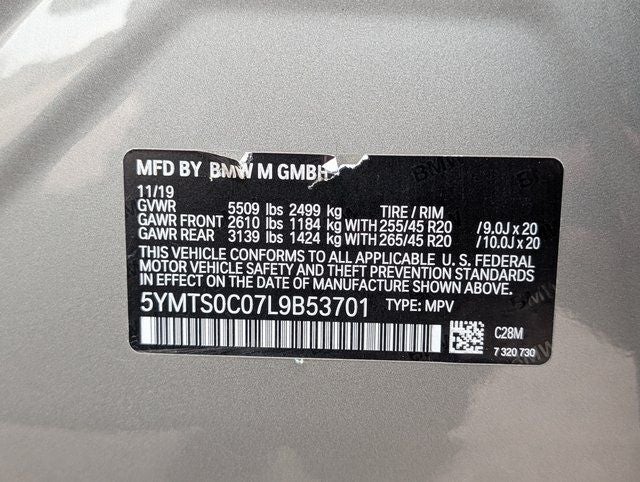 MFD BY BMW M GMBH
11/19
GVWR 5509 lbs 2499 kg TIRE / RIM
GAWR FRONT 2610 lbs 1184 kg WITH 255/45 R20 /9.0J x 20
GAWR REAR 3139 lbs 1424 kg WITH 265/45 R20 /10.0J x 20
THIS VEHICLE CONFORMS TO ALL APPLICABLE U. S. FEDERAL
MOTOR VEHICLE SAFETY AND THEFT PREVENTION STANDARDS
IN EFFECT ON THE DATE OF MANUFACTURE SHOWN ABOVE.
5YMTS0C07L9B53701 TYPE: MPV
C28M
7 320 730